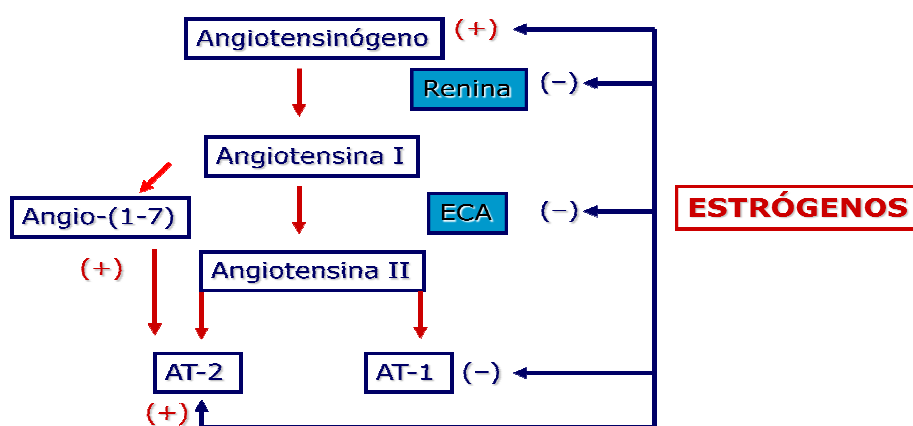 Angiotensinógeno (+)
Renina (−)
Angiotensina I
Angio-(1-7)
ECA (−)
ESTRÓGENOS
(+)
Angiotensina II
AT-2
AT-1 (−)
(+)